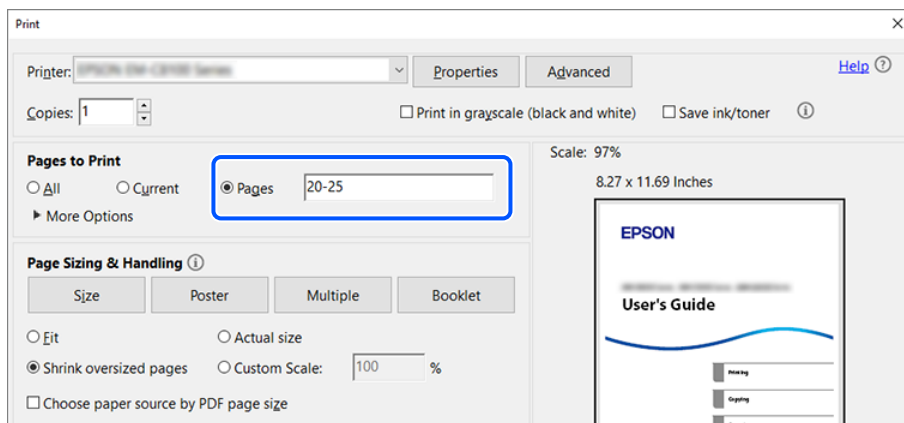 Print
Printer: Properties Advanced Help
Copies: 1 Print in grayscale (black and white) Save ink/toner
Pages to Print
All Current Pages 20-25
More Options
Scale: 97%
8.27 x 11.69 Inches
EPSON
User's Guide
Printing
Copying
Page Sizing & Handling
Size Poster Multiple Booklet
Fit Actual size
Shrink oversized pages Custom Scale: 100 %
Choose paper source by PDF page size